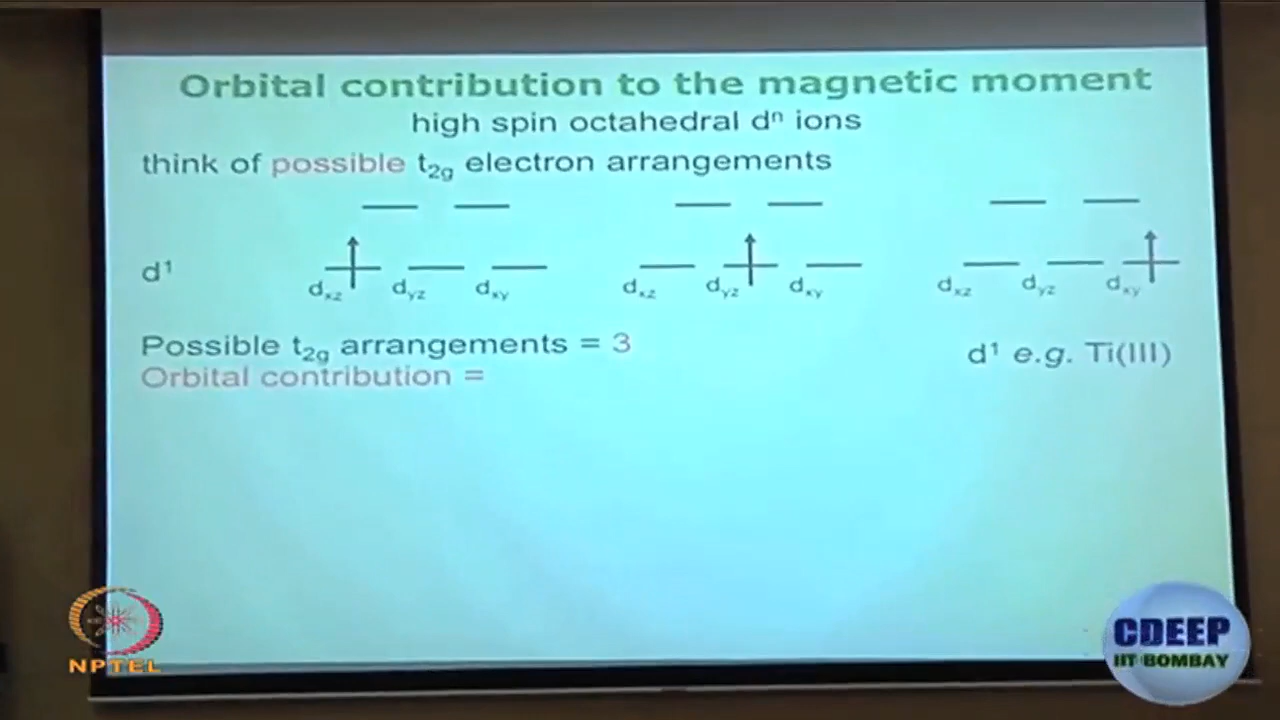 Orbital contribution to the magnetic moment
high spin octahedral dⁿ ions
think of possible t₂g electron arrangements
d¹
dxz dyz dxy dxz dyz dxy dxz dyz dxy
Possible t₂g arrangements = 3
d¹ e.g. Ti(III)
Orbital contribution =
NPTEL
CDEEP
IIT BOMBAY